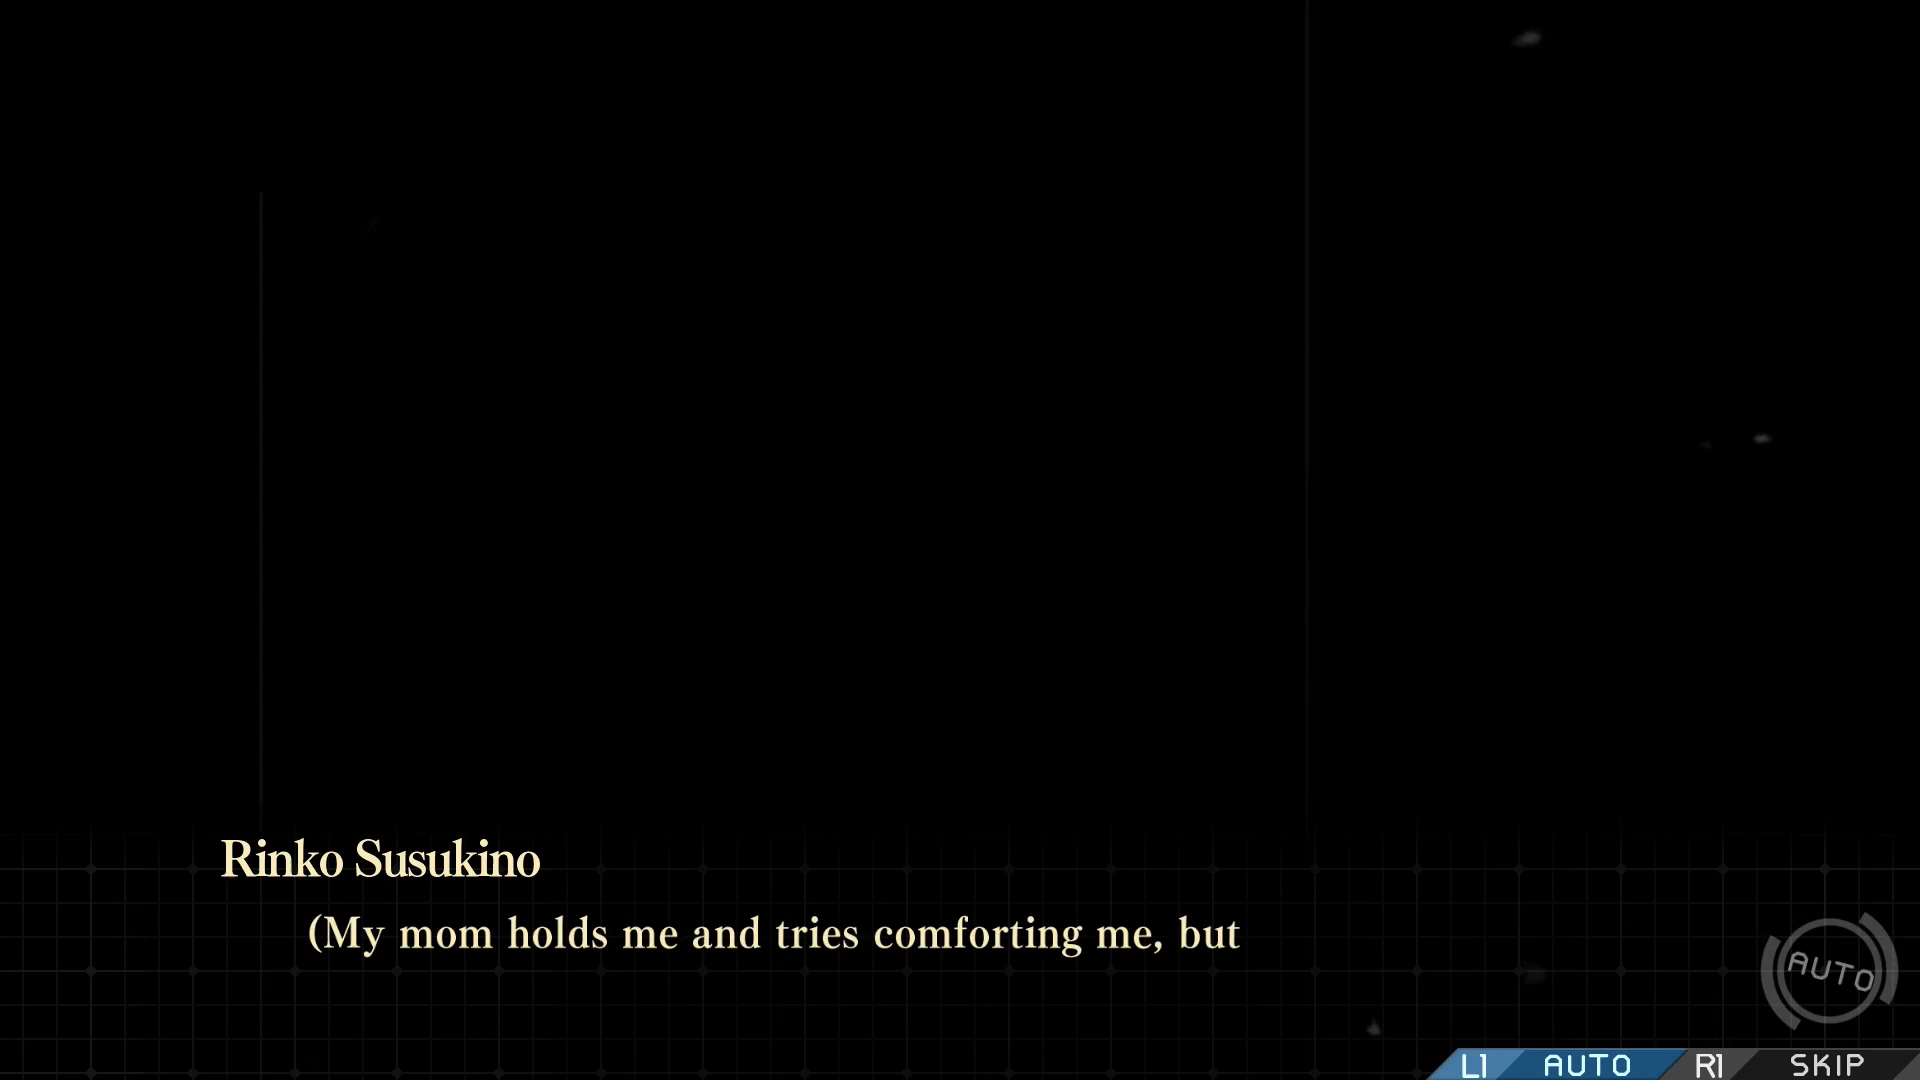 Rinko Susukino
(My mom holds me and tries comforting me, but
AUTO
L1 AUTO R1 SKIP